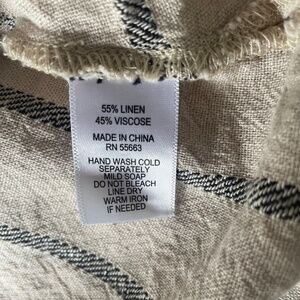 55% LINEN
45% VISCOSE
MADE IN CHINA
RN 55663
HAND WASH COLD
SEPARATELY
MILD SOAP
DO NOT BLEACH
LINE DRY
WARM IRON
IF NEEDED